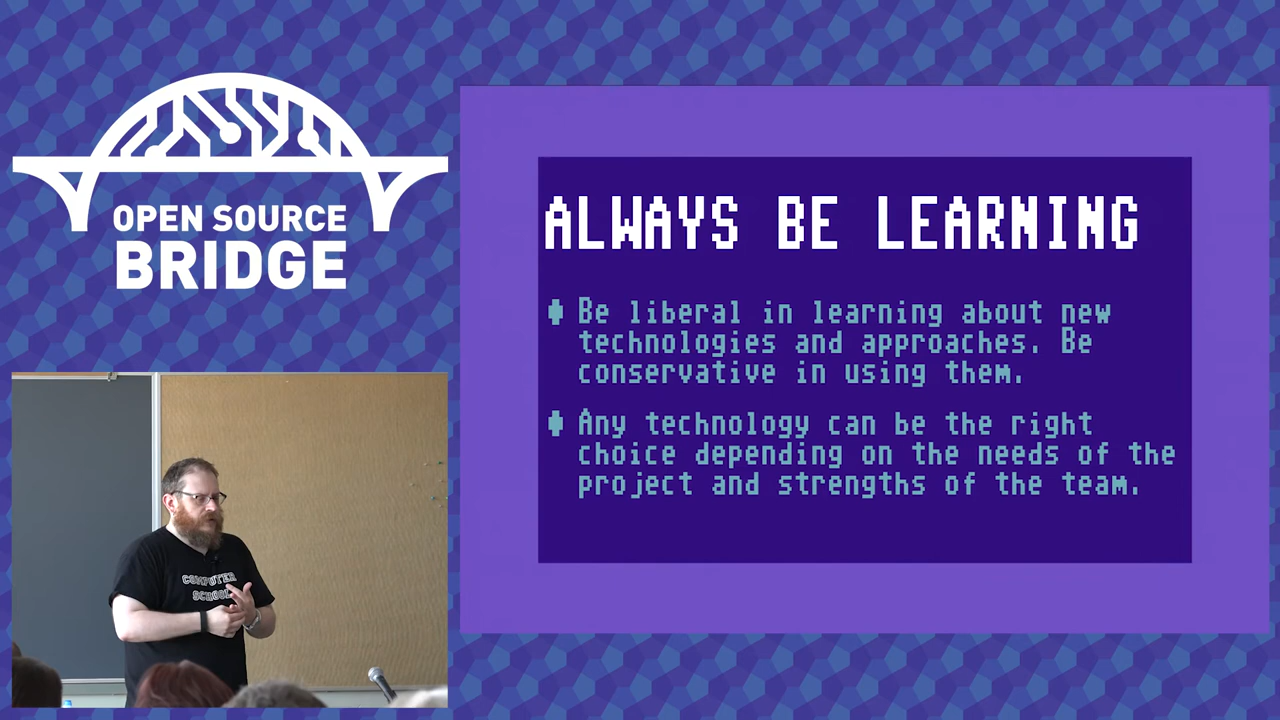 OPEN SOURCE
BRIDGE
ALWAYS BE LEARNING
Be liberal in learning about new
technologies and approaches. Be
conservative in using them.
Any technology can be the right
choice depending on the needs of the
project and strengths of the team.
COMPUTER
SCHOOL